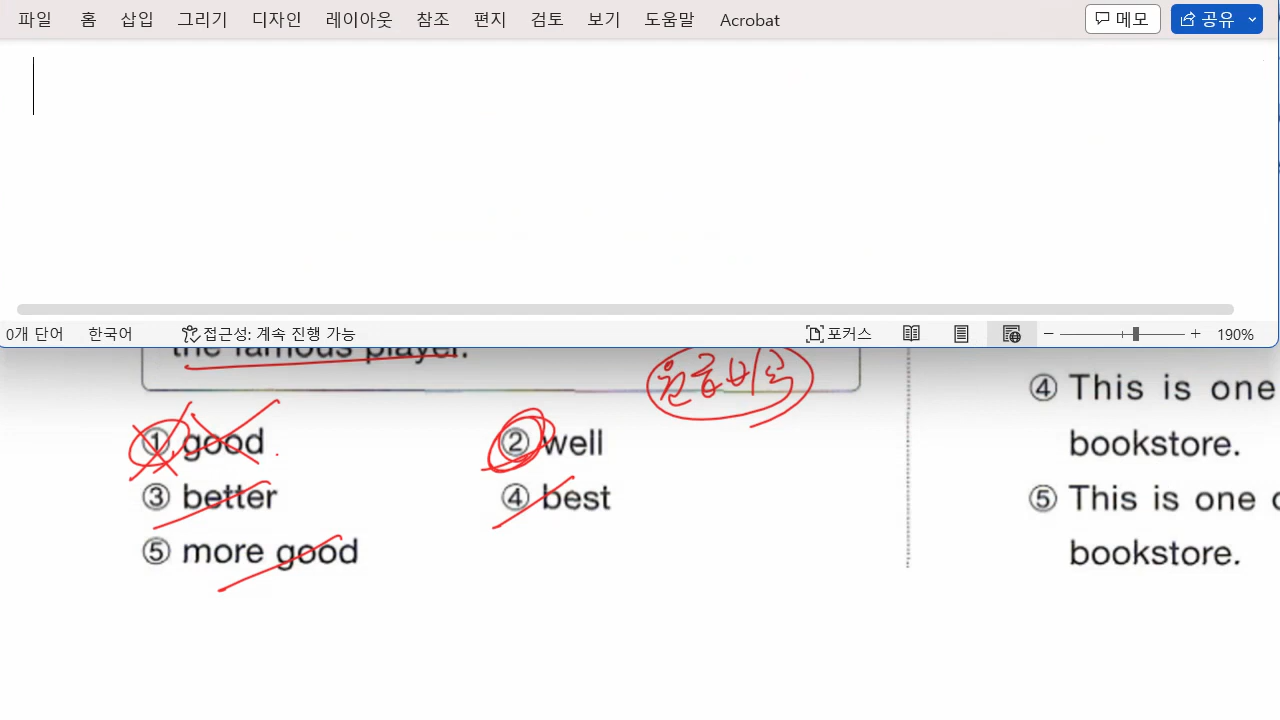 파일 홈 삽입 그리기 디자인 레이아웃 참조 편지 검토 보기 도움말 Acrobat 메모 공유
0개 단어 한국어 접근성: 계속 진행 가능 포커스 190%
the famous player.
원급비교
① good ② well
③ better ④ best
⑤ more good
④ This is one
bookstore.
⑤ This is one
bookstore.